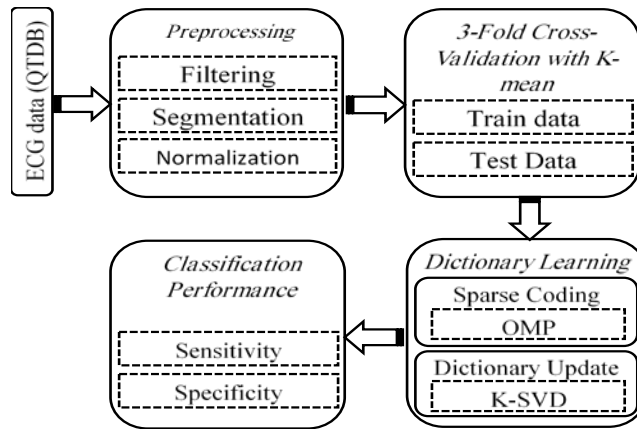 ECG data (QTDB)
Preprocessing
Filtering
Segmentation
Normalization
3-Fold Cross-
Validation with K-
mean
Train data
Test Data
Dictionary Learning
Sparse Coding
OMP
Dictionary Update
K-SVD
Classification
Performance
Sensitivity
Specificity